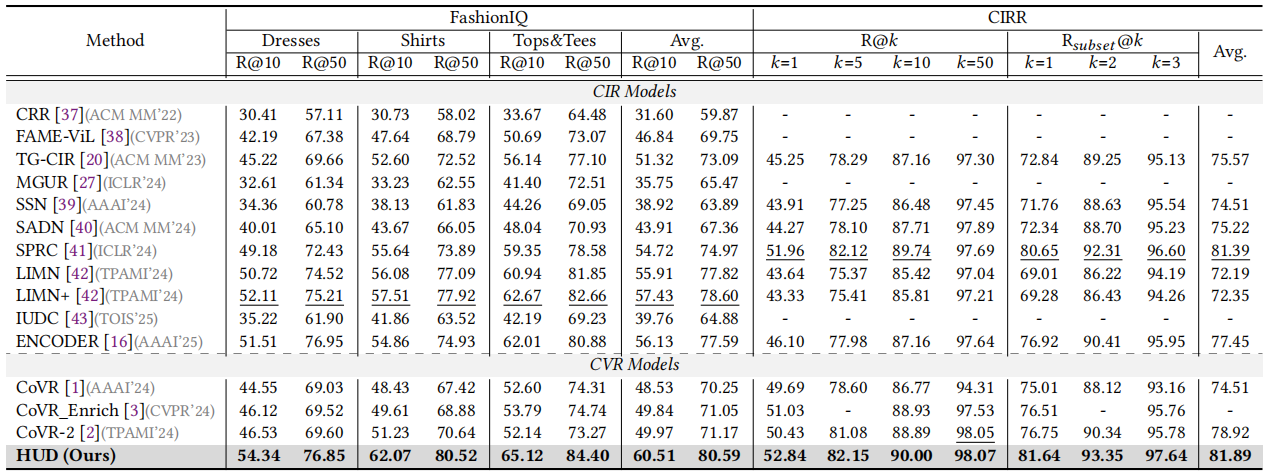 Method FashionIQ CIRR
Dresses Shirts Tops&Tees Avg. R@k R_subset@k Avg.
R@10 R@50 R@10 R@50 R@10 R@50 R@10 R@50 k=1 k=5 k=10 k=50 k=1 k=2 k=3
CIR Models
CRR [37](ACM MM'22) 30.41 57.11 30.73 58.02 33.67 64.48 31.60 59.87 - - - - - - - -
FAME-ViL [38](CVPR'23) 42.19 67.38 47.64 68.79 50.69 73.07 46.84 69.75 - - - - - - - -
TG-CIR [20](ACM MM'23) 45.22 69.66 52.60 72.52 56.14 77.10 51.32 73.09 45.25 78.29 87.16 97.30 72.84 89.25 95.13 75.57
MGUR [27](ICLR'24) 32.61 61.34 33.23 62.55 41.40 72.51 35.75 65.47 - - - - - - - -
SSN [39](AAAI'24) 34.36 60.78 38.13 61.83 44.26 69.05 38.92 63.89 43.91 77.25 86.48 97.45 71.76 88.63 95.54 74.51
SADN [40](ACM MM'24) 40.01 65.10 43.67 66.05 48.04 70.93 43.91 67.36 44.27 78.10 87.71 97.89 72.34 88.70 95.23 75.22
SPRC [41](ICLR'24) 49.18 72.43 55.64 73.89 59.35 78.58 54.72 74.97 51.96 82.12 89.74 97.69 80.65 92.31 96.60 81.39
LIMN [42](TPAMI'24) 50.72 74.52 56.08 77.09 60.94 81.85 55.91 77.82 43.64 75.37 85.42 97.04 69.01 86.22 94.19 72.19
LIMN+ [42](TPAMI'24) 52.11 75.21 57.51 77.92 62.67 82.66 57.43 78.60 43.33 75.41 85.81 97.21 69.28 86.43 94.26 72.35
IUDC [43](TOIS'25) 35.22 61.90 41.86 63.52 42.19 69.23 39.76 64.88 - - - - - - - -
ENCODER [16](AAAI'25) 51.51 76.95 54.86 74.93 62.01 80.88 56.13 77.59 46.10 77.98 87.16 97.64 76.92 90.41 95.95 77.45
CVR Models
CoVR [1](AAAI'24) 44.55 69.03 48.43 67.42 52.60 74.31 48.53 70.25 49.69 78.60 86.77 94.31 75.01 88.12 93.16 74.51
CoVR_Enrich [3](CVPR'24) 46.12 69.52 49.61 68.88 53.79 74.74 49.84 71.05 51.03 - 88.93 97.53 76.51 - 95.76 -
CoVR-2 [2](TPAMI'24) 46.53 69.60 51.23 70.64 52.14 73.27 49.97 71.17 50.43 81.08 88.89 98.05 76.75 90.34 95.78 78.92
HUD (Ours) 54.34 76.85 62.07 80.52 65.12 84.40 60.51 80.59 52.84 82.15 90.00 98.07 81.64 93.35 97.64 81.89